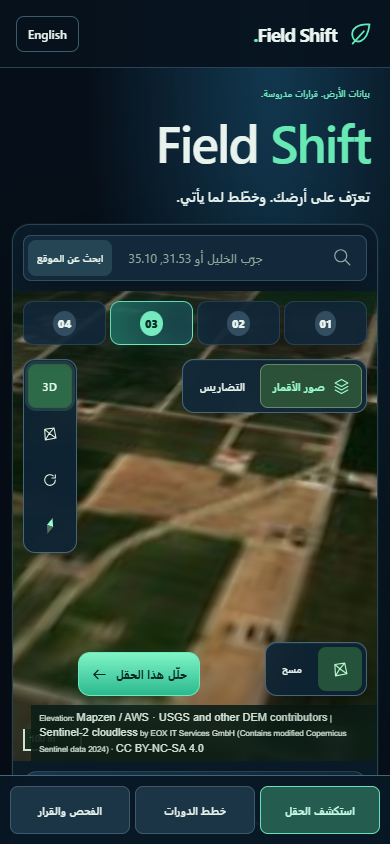 English
Field Shift.
بيانات الأرض. قرارات مدروسة.
Field Shift
تعرّف على أرضك. وخطّط لما يأتي.
جرّب الخليل أو 31.53, 35.10
ابحث عن الموقع
01
02
03
04
صور الأقمار
التضاريس
3D
مسح
حلّل هذا الحقل
Elevation: Mapzen / AWS · USGS and other DEM contributors |
Sentinel-2 cloudless by EOX IT Services GmbH (Contains modified Copernicus
Sentinel data 2024) · CC BY-NC-SA 4.0
استكشف الحقل
خطط الدورات
الفحص والقرار